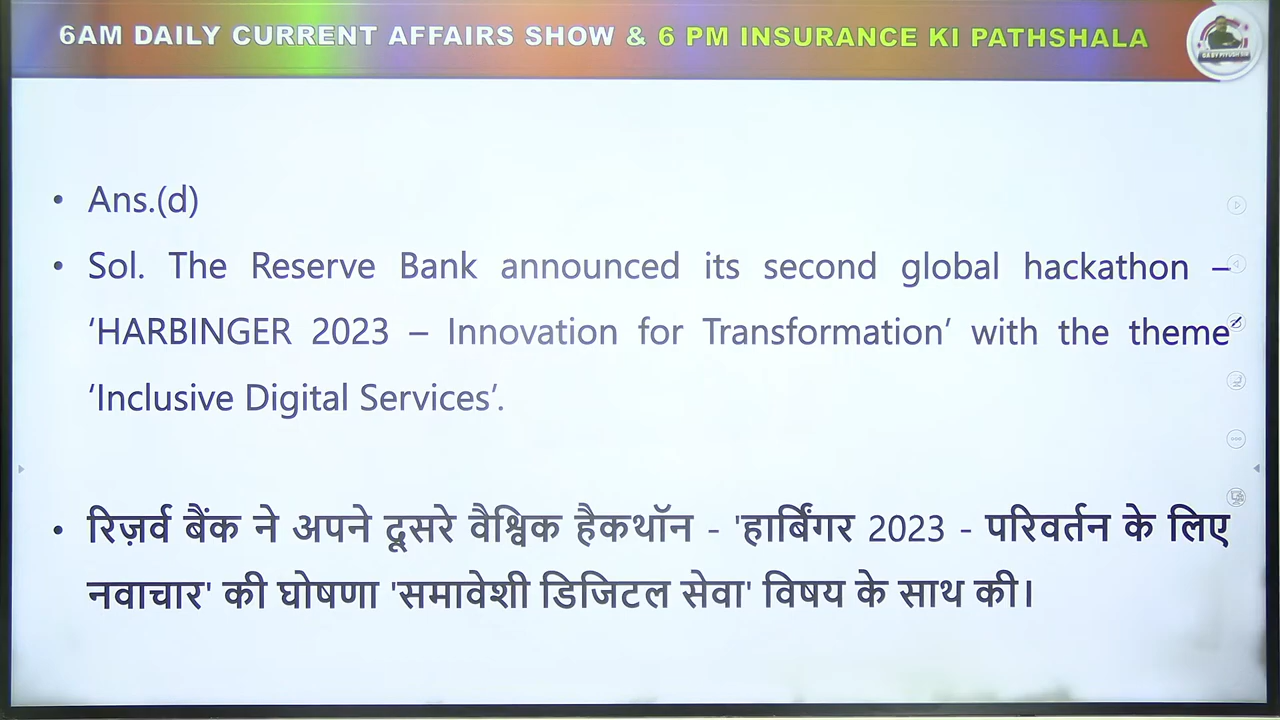 6AM DAILY CURRENT AFFAIRS SHOW & 6 PM INSURANCE KI PATHSHALA
• Ans.(d)
• Sol. The Reserve Bank announced its second global hackathon –
‘HARBINGER 2023 – Innovation for Transformation’ with the theme
‘Inclusive Digital Services’.
• रिज़र्व बैंक ने अपने दूसरे वैश्विक हैकथॉन - 'हार्बिंगर 2023 - परिवर्तन के लिए
नवाचार' की घोषणा 'समावेशी डिजिटल सेवा' विषय के साथ की।